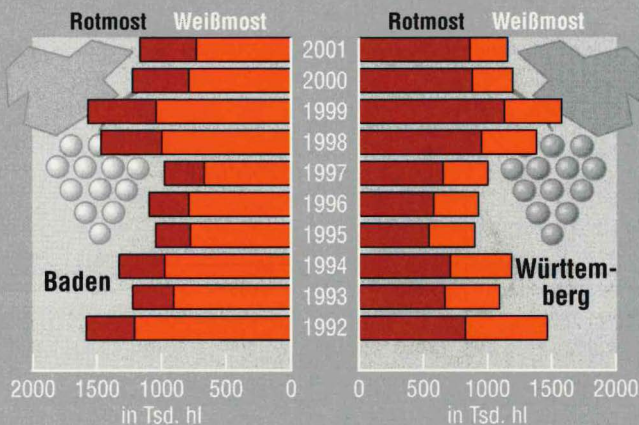 Rotmost Weißmost Rotmost Weißmost
2001
2000
1999
1998
1997
1996
1995
1994
1993
1992
Baden
Württem-
berg
2000 1500 1000 500 0 0 500 1000 1500 2000
in Tsd. hl in Tsd. hl